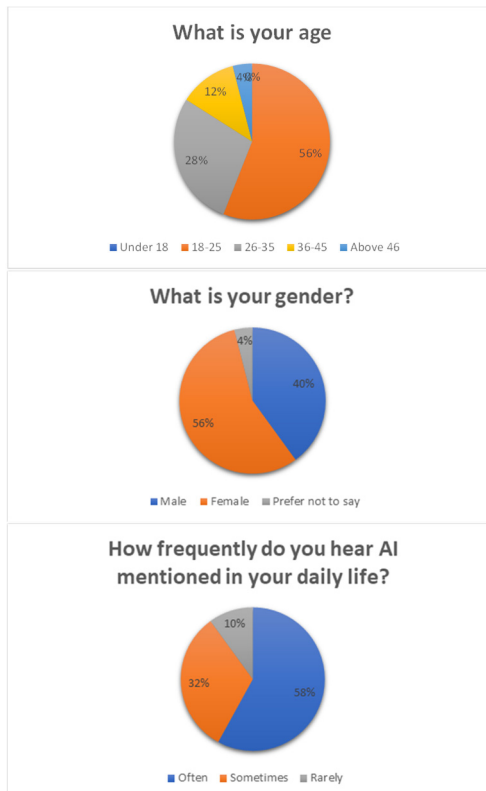 What is your age
4%
0%
12%
56%
28%
Under 18 18-25 26-35 36-45 Above 46
What is your gender?
4%
40%
56%
Male Female Prefer not to say
How frequently do you hear AI
mentioned in your daily life?
10%
32%
58%
Often Sometimes Rarely